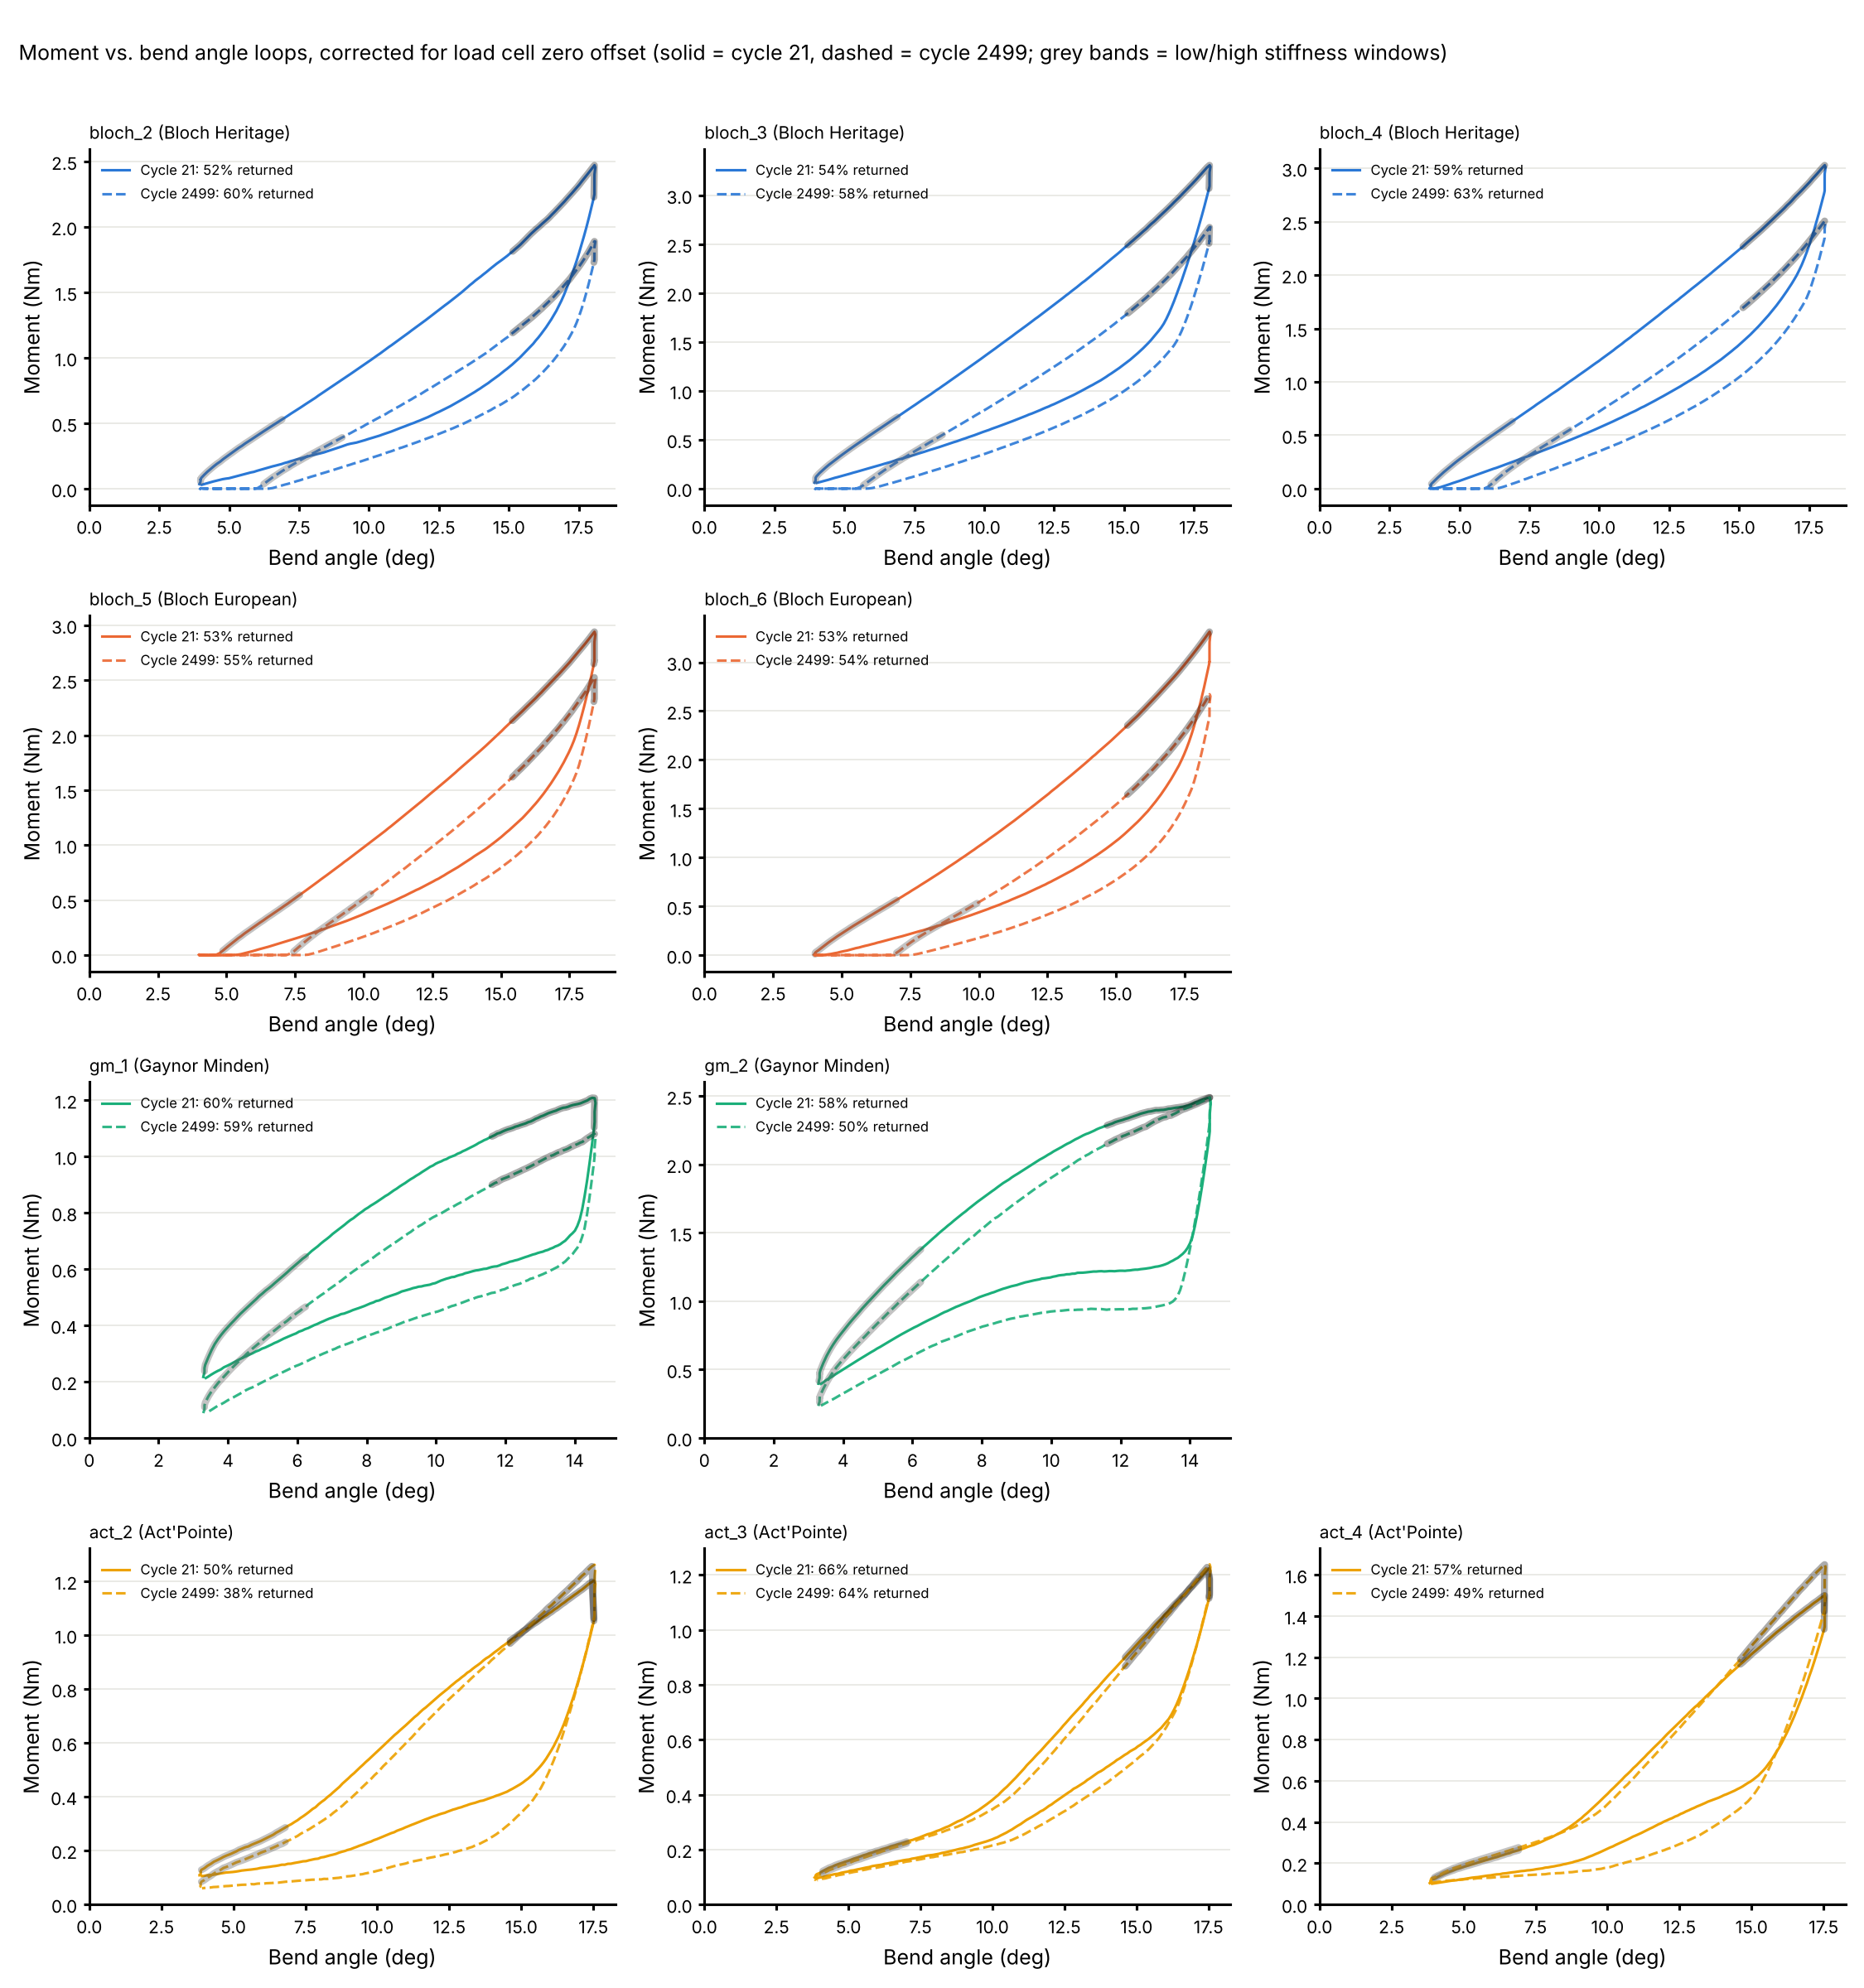 Moment vs. bend angle loops, corrected for load cell zero offset (solid = cycle 21, dashed = cycle 2499; grey bands = low/high stiffness windows)
bloch_2 (Bloch Heritage)
Cycle 21: 52% returned
Cycle 2499: 60% returned
Moment (Nm)
2.5
2.0
1.5
1.0
0.5
0.0
0.0 2.5 5.0 7.5 10.0 12.5 15.0 17.5
Bend angle (deg)
bloch_3 (Bloch Heritage)
Cycle 21: 54% returned
Cycle 2499: 58% returned
Moment (Nm)
3.0
2.5
2.0
1.5
1.0
0.5
0.0
0.0 2.5 5.0 7.5 10.0 12.5 15.0 17.5
Bend angle (deg)
bloch_4 (Bloch Heritage)
Cycle 21: 59% returned
Cycle 2499: 63% returned
Moment (Nm)
3.0
2.5
2.0
1.5
1.0
0.5
0.0
0.0 2.5 5.0 7.5 10.0 12.5 15.0 17.5
Bend angle (deg)
bloch_5 (Bloch European)
Cycle 21: 53% returned
Cycle 2499: 55% returned
Moment (Nm)
3.0
2.5
2.0
1.5
1.0
0.5
0.0
0.0 2.5 5.0 7.5 10.0 12.5 15.0 17.5
Bend angle (deg)
bloch_6 (Bloch European)
Cycle 21: 53% returned
Cycle 2499: 54% returned
Moment (Nm)
3.0
2.5
2.0
1.5
1.0
0.5
0.0
0.0 2.5 5.0 7.5 10.0 12.5 15.0 17.5
Bend angle (deg)
gm_1 (Gaynor Minden)
Cycle 21: 60% returned
Cycle 2499: 59% returned
Moment (Nm)
1.2
1.0
0.8
0.6
0.4
0.2
0.0
0 2 4 6 8 10 12 14
Bend angle (deg)
gm_2 (Gaynor Minden)
Cycle 21: 58% returned
Cycle 2499: 50% returned
Moment (Nm)
2.5
2.0
1.5
1.0
0.5
0.0
0 2 4 6 8 10 12 14
Bend angle (deg)
act_2 (Act'Pointe)
Cycle 21: 50% returned
Cycle 2499: 38% returned
Moment (Nm)
1.2
1.0
0.8
0.6
0.4
0.2
0.0
0.0 2.5 5.0 7.5 10.0 12.5 15.0 17.5
Bend angle (deg)
act_3 (Act'Pointe)
Cycle 21: 66% returned
Cycle 2499: 64% returned
Moment (Nm)
1.2
1.0
0.8
0.6
0.4
0.2
0.0
0.0 2.5 5.0 7.5 10.0 12.5 15.0 17.5
Bend angle (deg)
act_4 (Act'Pointe)
Cycle 21: 57% returned
Cycle 2499: 49% returned
Moment (Nm)
1.6
1.4
1.2
1.0
0.8
0.6
0.4
0.2
0.0
0.0 2.5 5.0 7.5 10.0 12.5 15.0 17.5
Bend angle (deg)